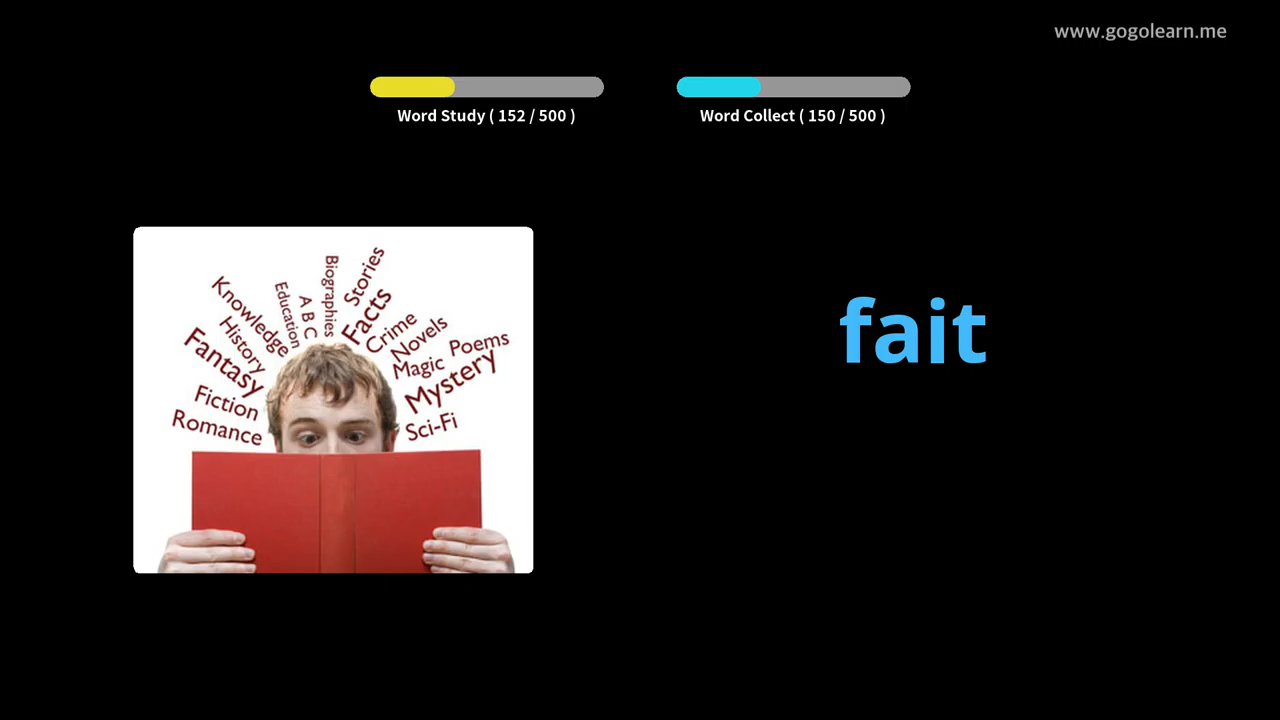 www.gogolearn.me
Word Study ( 152 / 500 )
Word Collect ( 150 / 500 )
Romance
Fiction
Fantasy
History
Knowledge
Education
A B C
Biographies
Stories
Facts
Crime
Novels
Magic
Poems
Mystery
Sci-Fi
fait